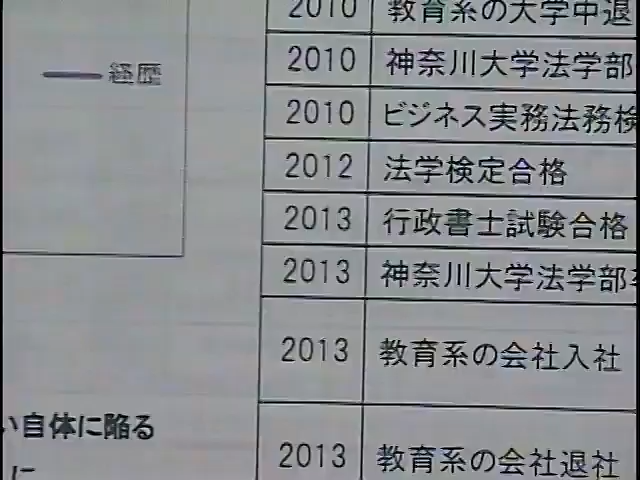 経歴
2010 教育系の大学中退
2010 神奈川大学法学部
2010 ビジネス実務法務検
2012 法学検定合格
2013 行政書士試験合格
2013 神奈川大学法学部
2013 教育系の会社入社
2013 教育系の会社退社
い自体に陥る
に